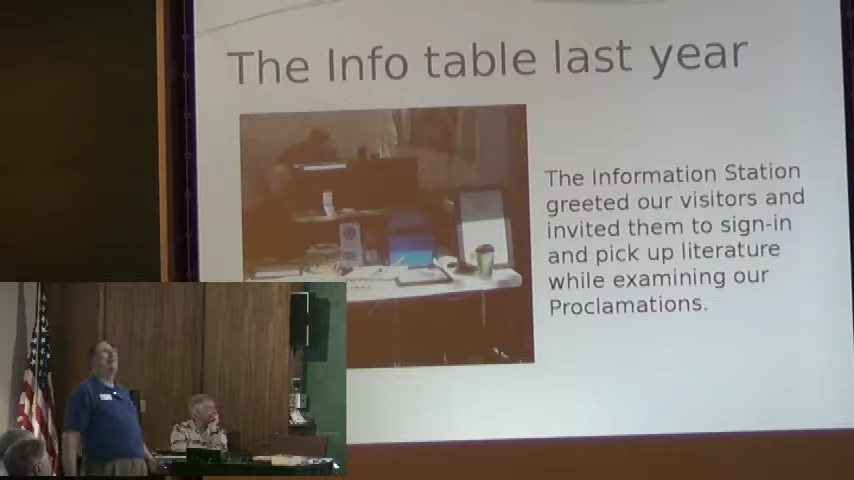 The Info table last year
The Information Station
greeted our visitors and
invited them to sign-in
and pick up literature
while examining our
Proclamations.